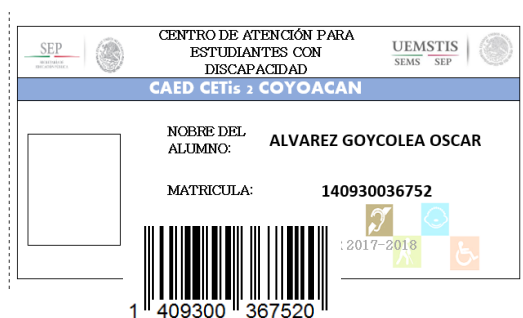 SEP
CENTRO DE ATENCIÓN PARA
ESTUDIANTES CON
DISCAPACIDAD
UEMSTIS
SEMS SEP
CAED CETis 2 COYOACAN
NOBRE DEL
ALUMNO:
ALVAREZ GOYCOLEA OSCAR
MATRICULA:
140930036752
: 2017-2018
1 409300 367520